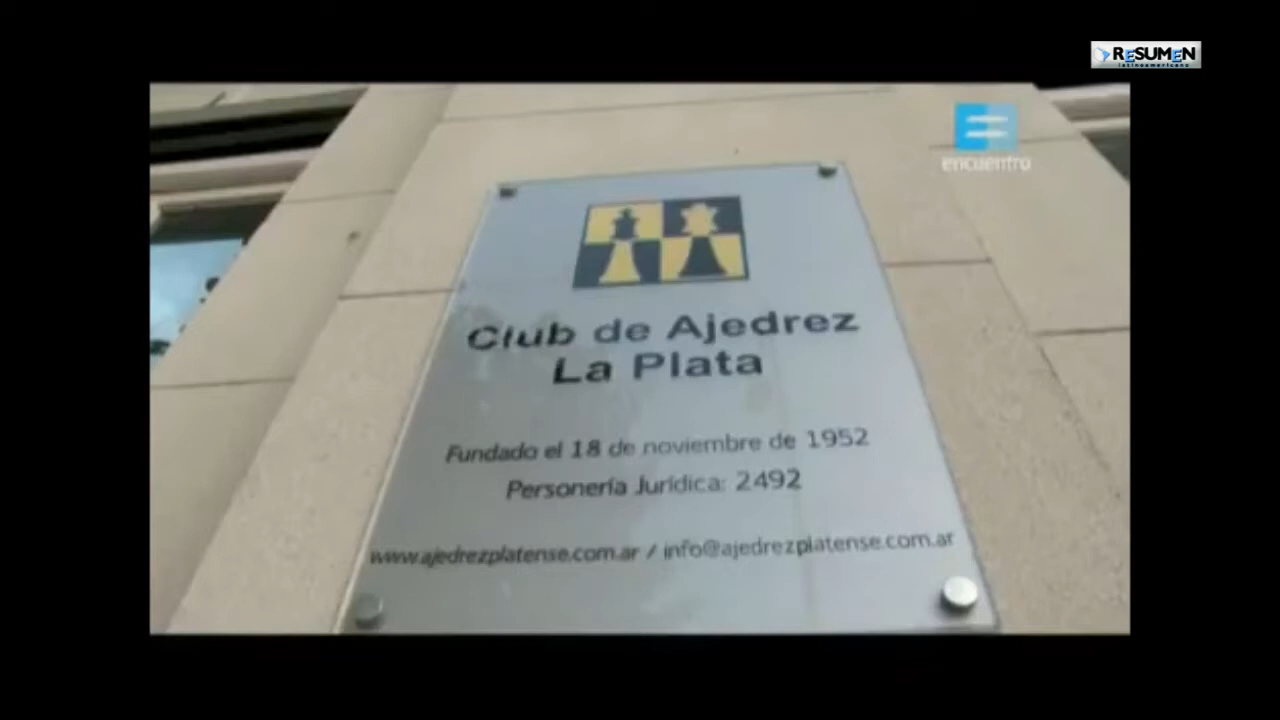 RESUMEN
latinoamericano
encuentro
Club de Ajedrez
La Plata
Fundado el 18 de noviembre de 1952
Personería Jurídica: 2492
www.ajedrezplatense.com.ar / info@ajedrezplatense.com.ar